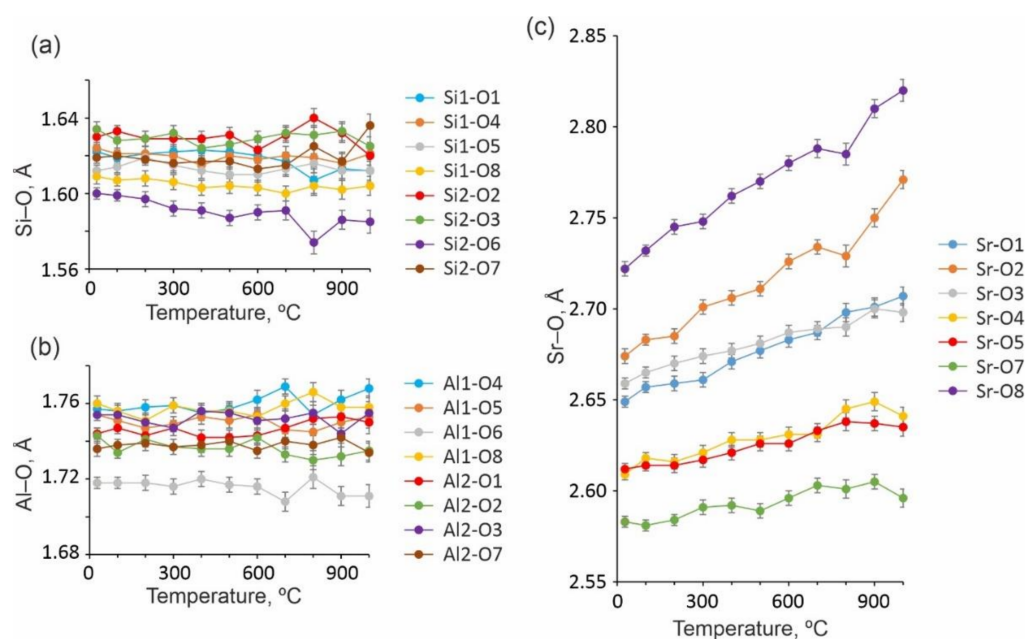 (a)
1.64
1.60
1.56
Si–O, Å
0
300
600
900
Temperature, ºC
Si1-O1
Si1-O4
Si1-O5
Si1-O8
Si2-O2
Si2-O3
Si2-O6
Si2-O7
(b)
1.76
1.72
1.68
Al–O, Å
0
300
600
900
Temperature, ºC
Al1-O4
Al1-O5
Al1-O6
Al1-O8
Al2-O1
Al2-O2
Al2-O3
Al2-O7
(c)
2.85
2.80
2.75
2.70
2.65
2.60
2.55
Sr–O, Å
0
300
600
900
Temperature, ºC
Sr-O1
Sr-O2
Sr-O3
Sr-O4
Sr-O5
Sr-O7
Sr-O8